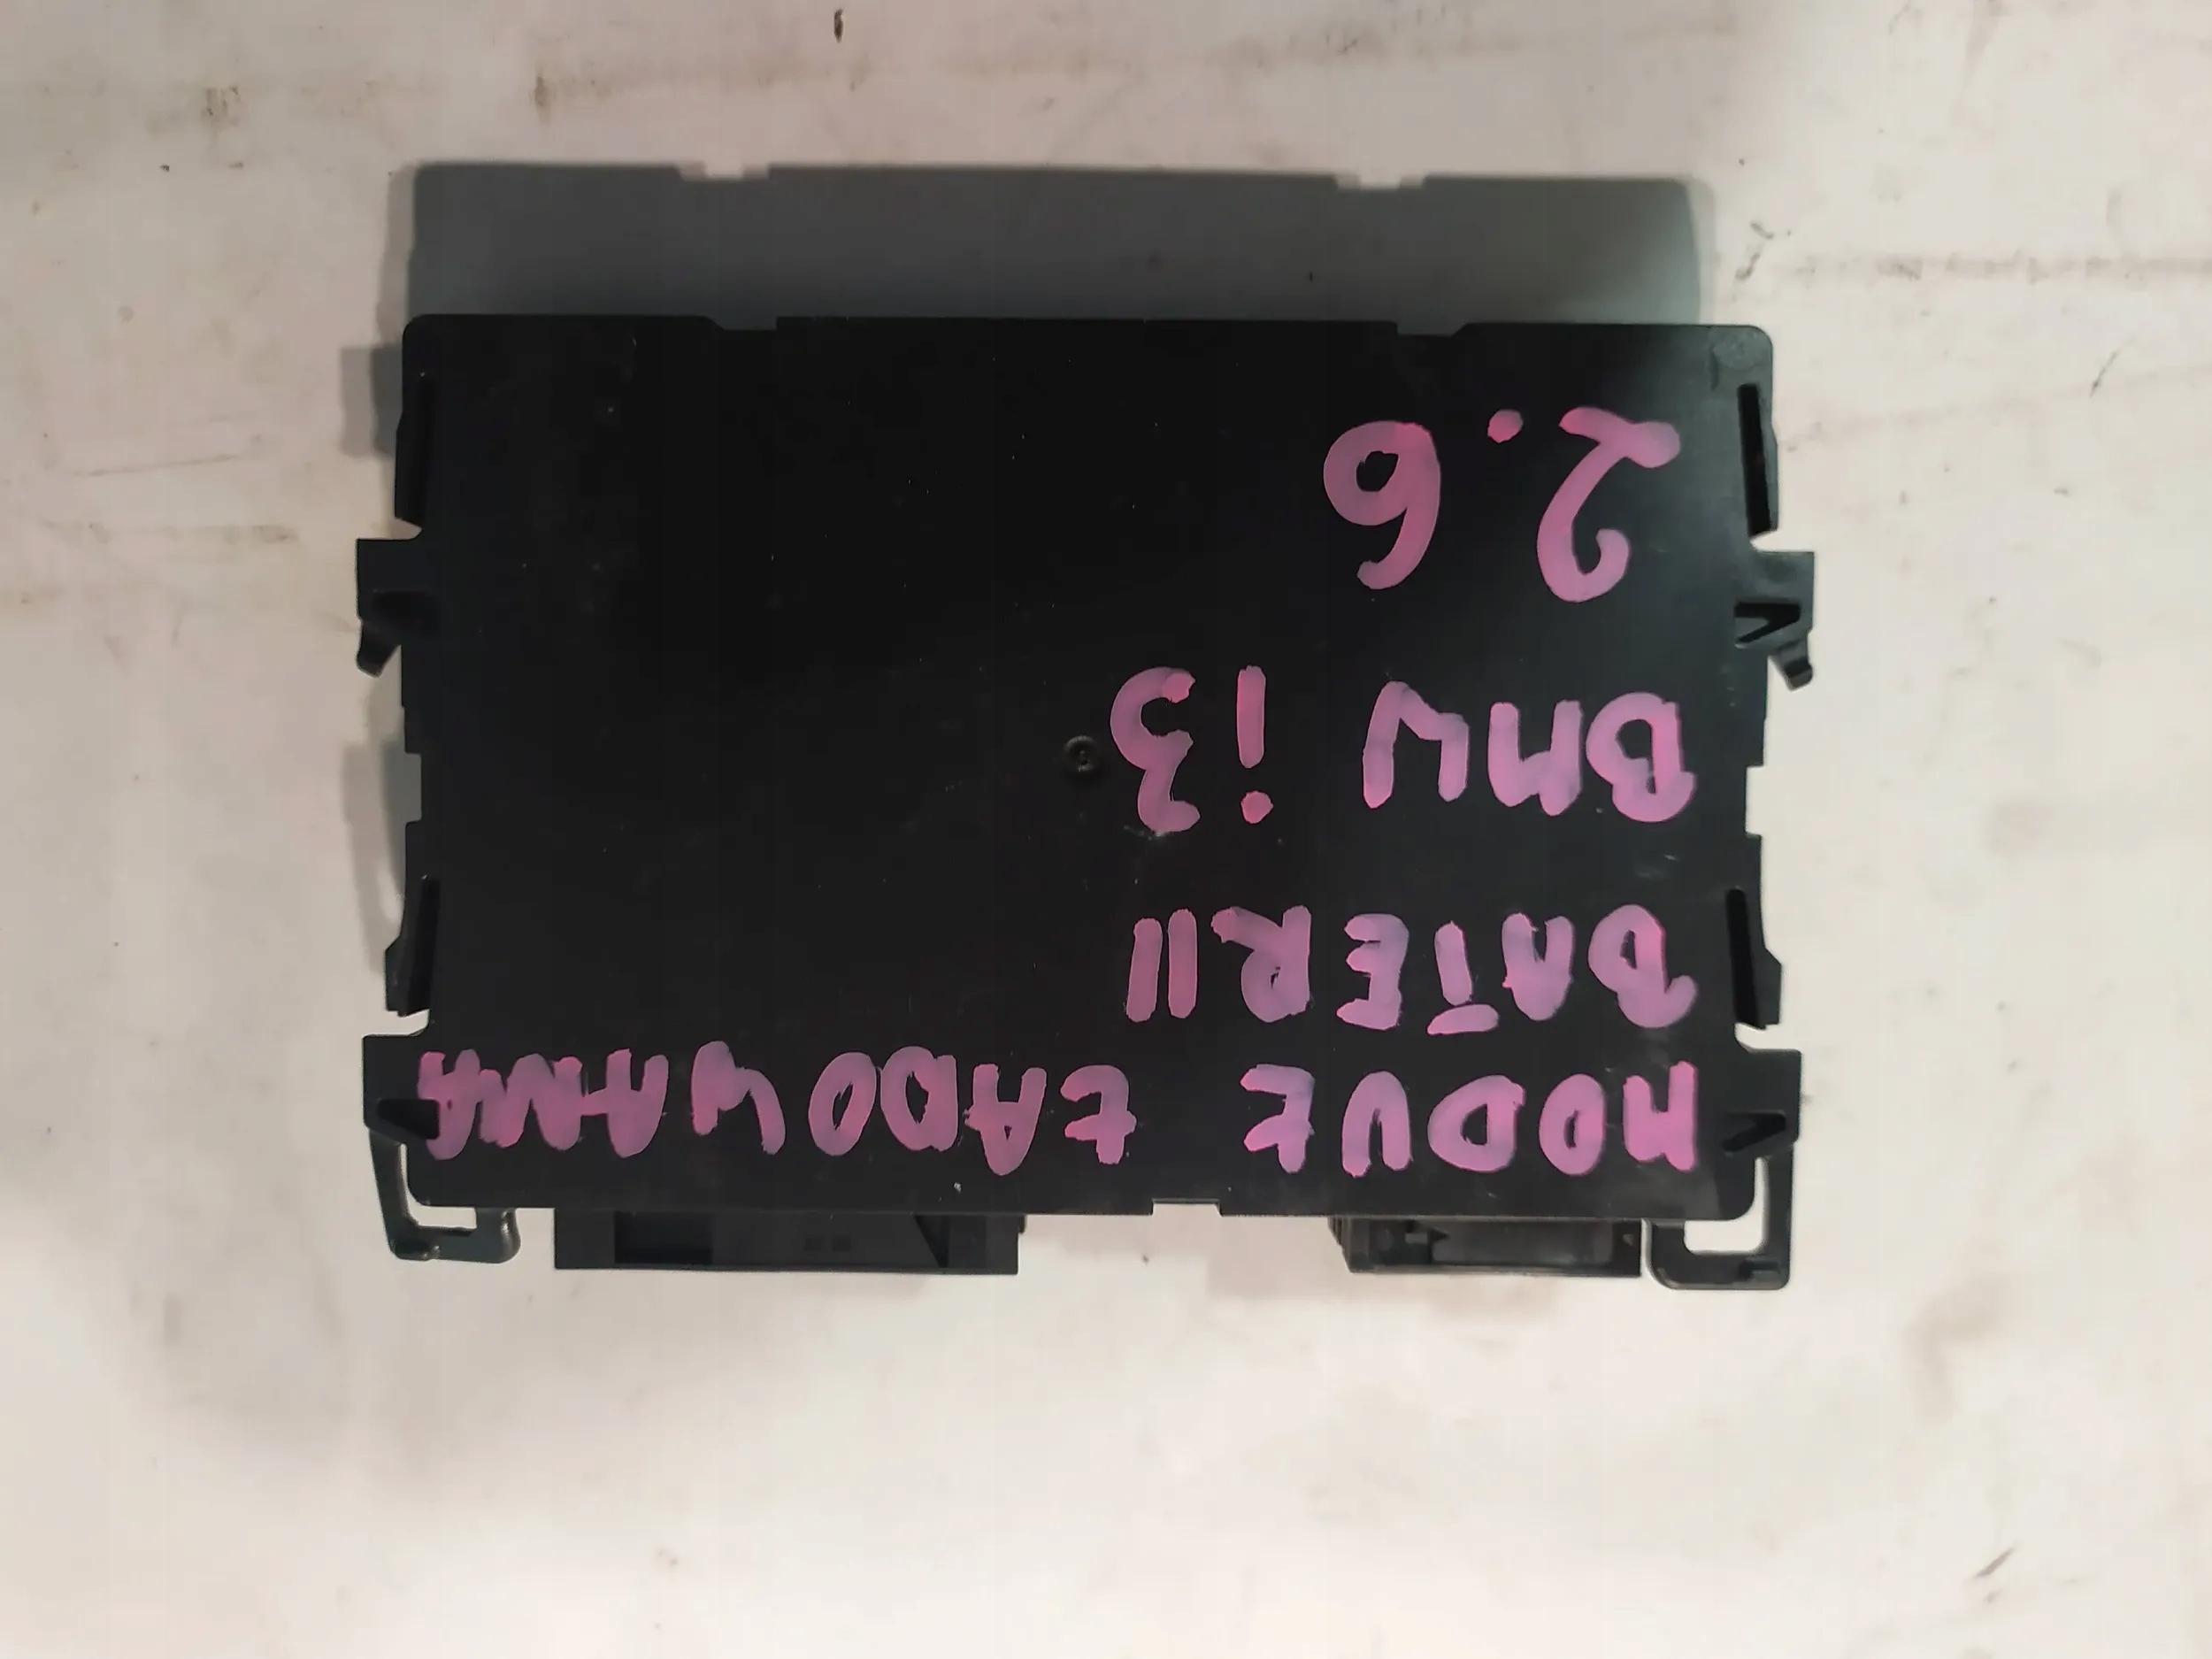 MODUŁ ŁADOWANIA
BATERII
BMW i3
2.6